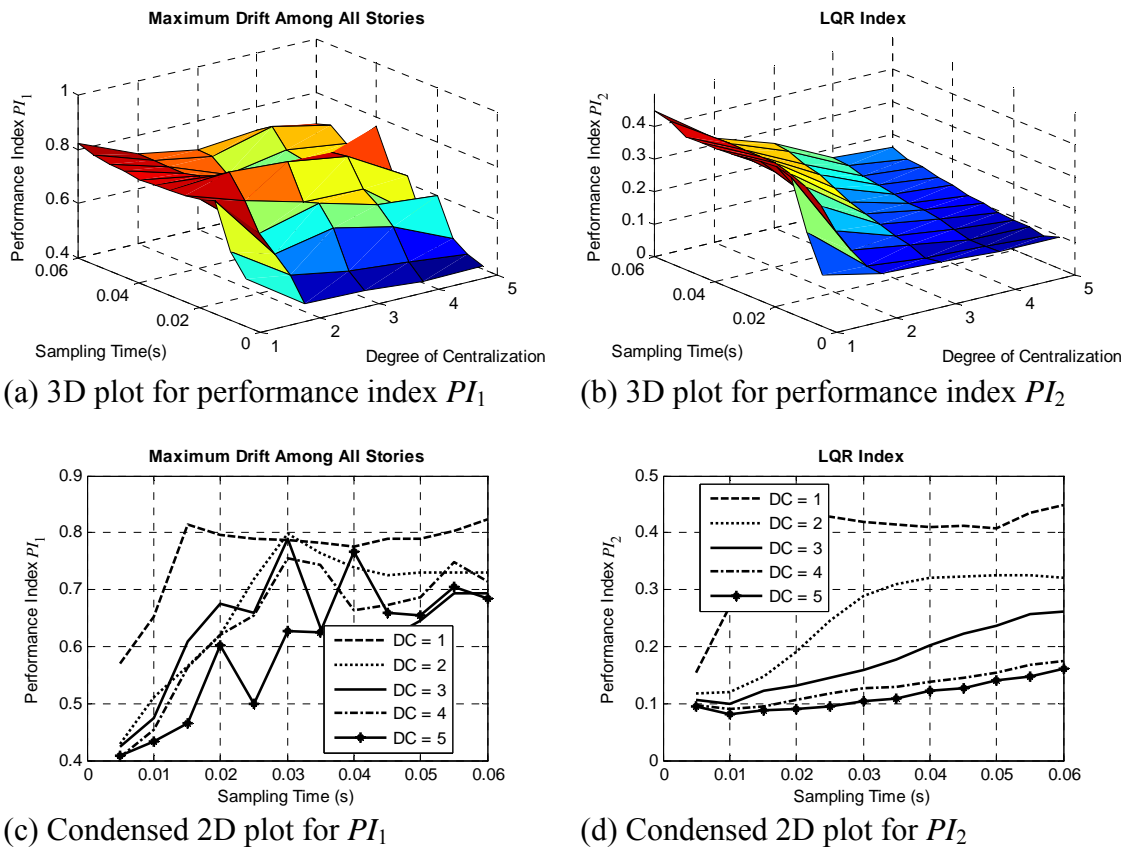 Maximum Drift Among All Stories
Performance Index PI1
1
0.8
0.6
0.4
0.06
0.04
0.02
0
1
2
3
4
5
Sampling Time(s)
Degree of Centralization
(a) 3D plot for performance index PI1
LQR Index
Performance Index PI2
0.4
0.3
0.2
0.1
0
0.06
0.04
0.02
0
1
2
3
4
5
Sampling Time(s)
Degree of Centralization
(b) 3D plot for performance index PI2
Maximum Drift Among All Stories
Performance Index PI1
0.9
0.8
0.7
0.6
0.5
0.4
0
0.01
0.02
0.03
0.04
0.05
0.06
Sampling Time (s)
DC = 1
DC = 2
DC = 3
DC = 4
DC = 5
(c) Condensed 2D plot for PI1
LQR Index
Performance Index PI2
0.5
0.4
0.3
0.2
0.1
0
0
0.01
0.02
0.03
0.04
0.05
0.06
Sampling Time (s)
DC = 1
DC = 2
DC = 3
DC = 4
DC = 5
(d) Condensed 2D plot for PI2